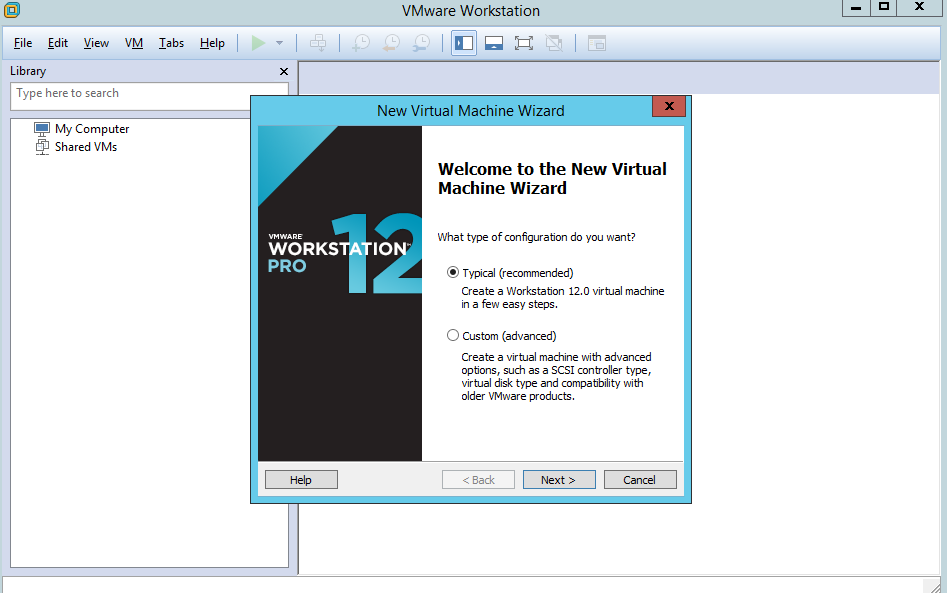 VMware Workstation
File Edit View VM Tabs Help
Library
Type here to search
My Computer
Shared VMs
New Virtual Machine Wizard
VMWARE
WORKSTATION™
PRO
12
Welcome to the New Virtual
Machine Wizard
What type of configuration do you want?
Typical (recommended)
Create a Workstation 12.0 virtual machine
in a few easy steps.
Custom (advanced)
Create a virtual machine with advanced
options, such as a SCSI controller type,
virtual disk type and compatibility with
older VMware products.
Help < Back Next > Cancel